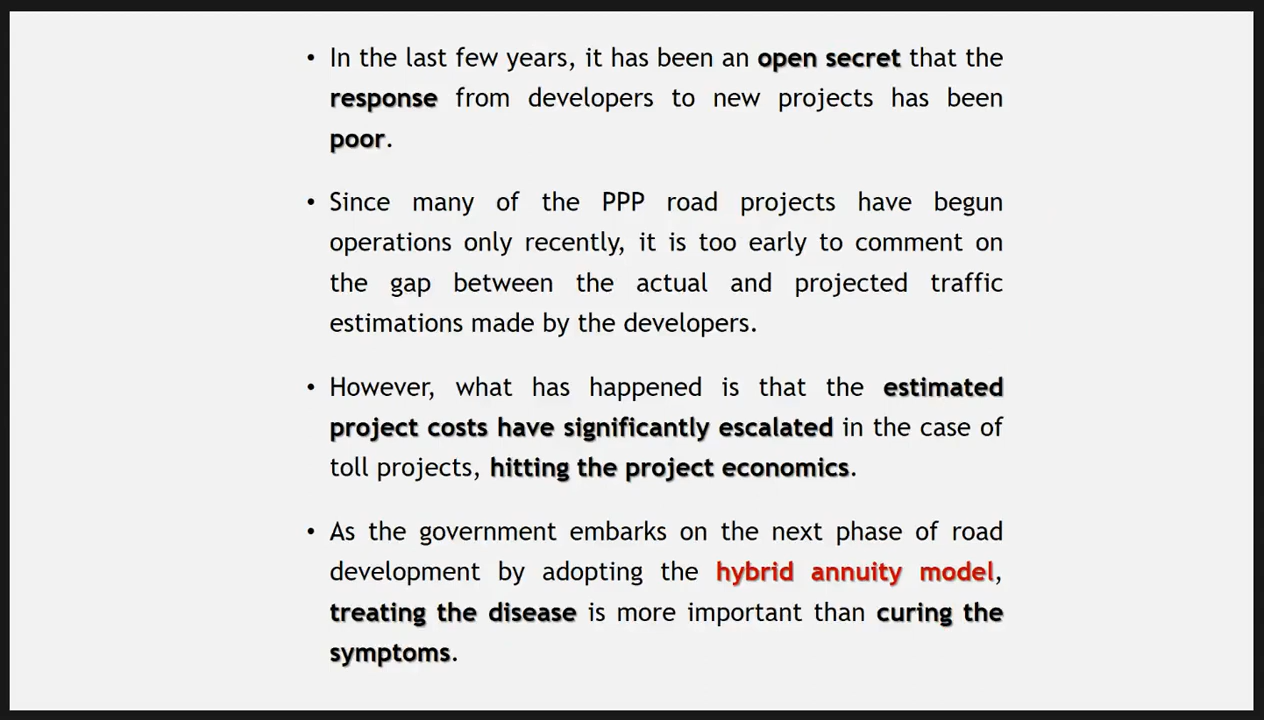 • In the last few years, it has been an open secret that the
response from developers to new projects has been
poor.
• Since many of the PPP road projects have begun
operations only recently, it is too early to comment on
the gap between the actual and projected traffic
estimations made by the developers.
• However, what has happened is that the estimated
project costs have significantly escalated in the case of
toll projects, hitting the project economics.
• As the government embarks on the next phase of road
development by adopting the hybrid annuity model,
treating the disease is more important than curing the
symptoms.